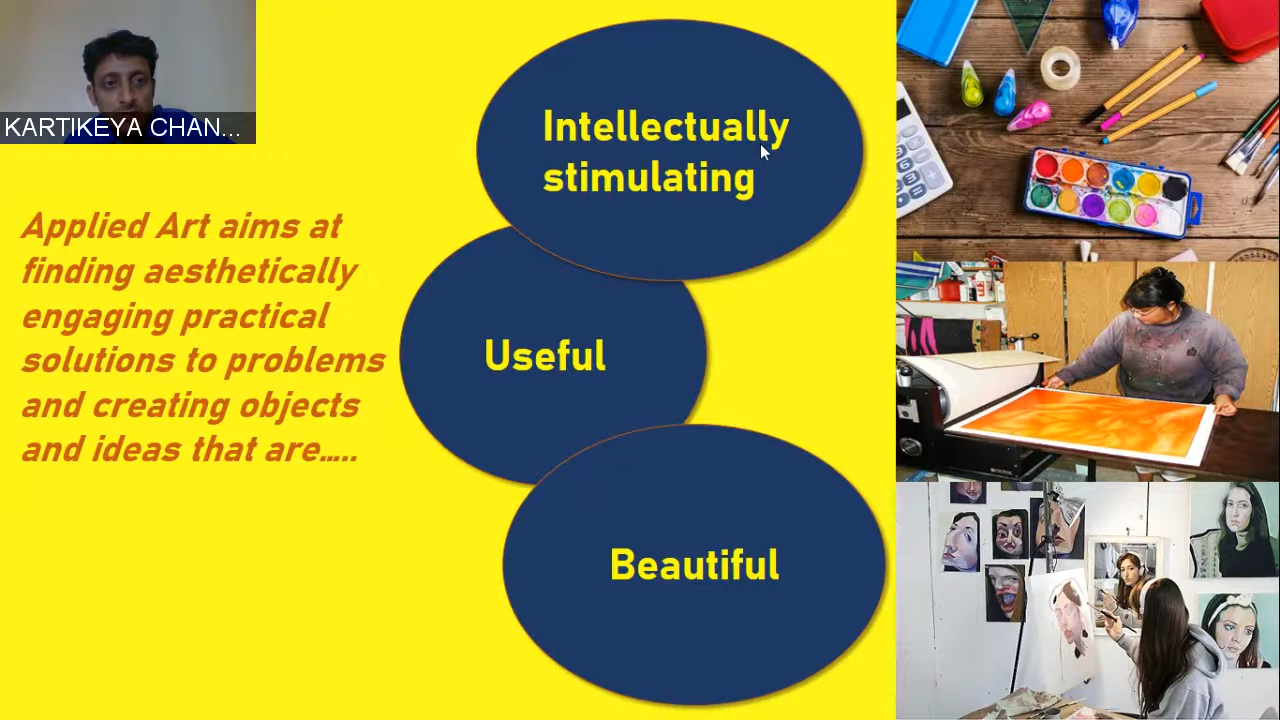 KARTIKEYA CHAN...
Intellectually
stimulating
Applied Art aims at
finding aesthetically
engaging practical
solutions to problems
and creating objects
and ideas that are.....
Useful
Beautiful